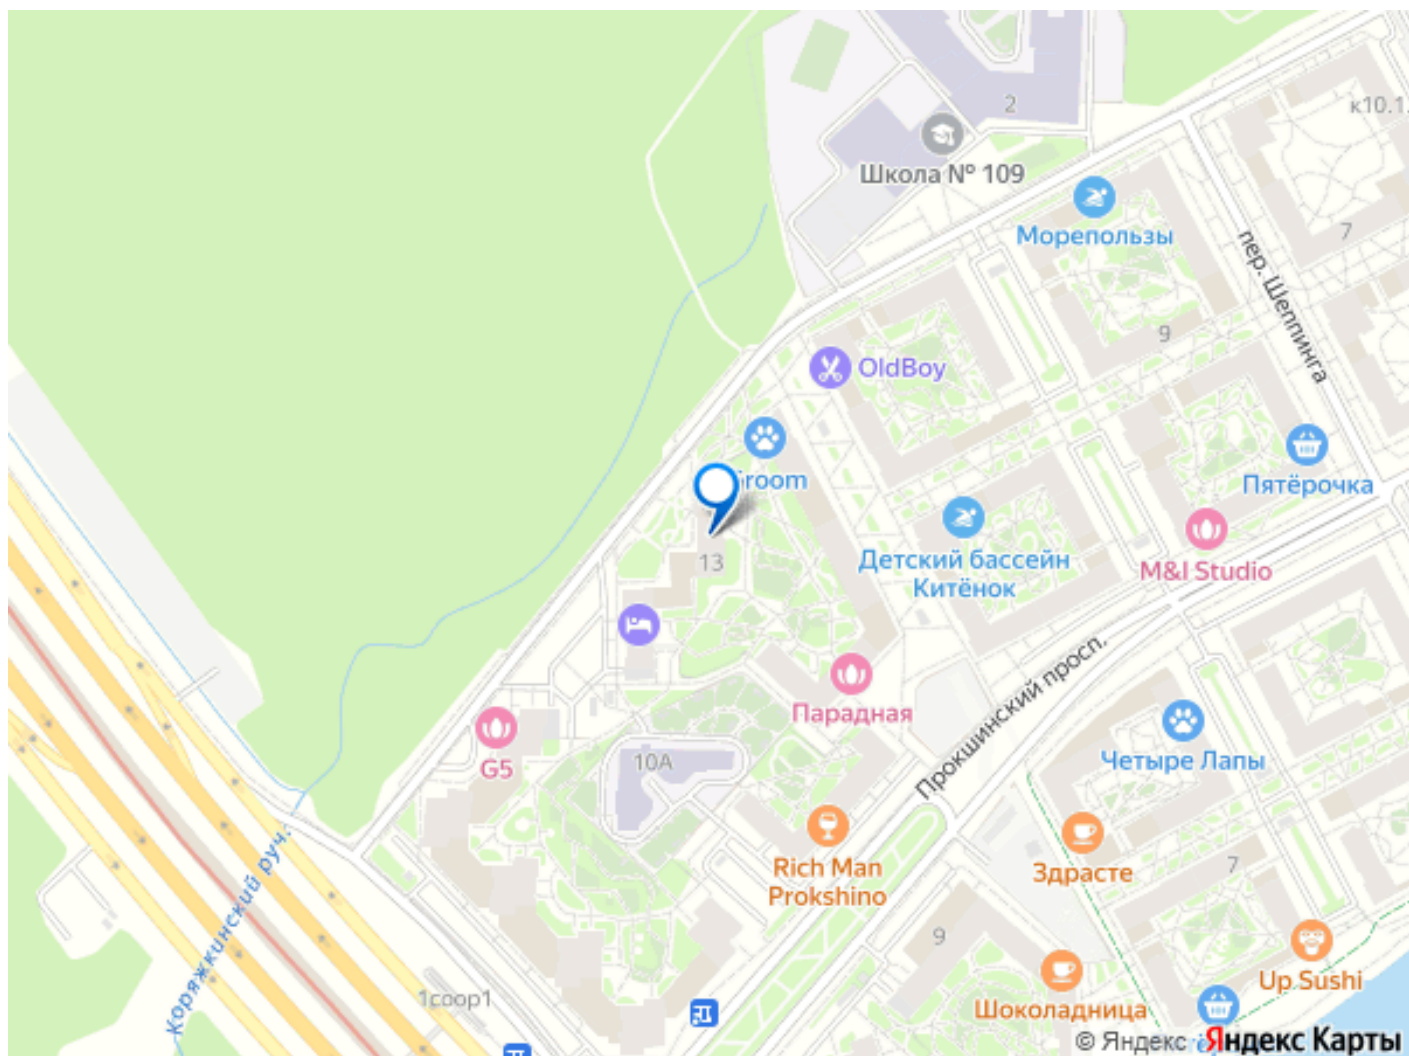 2
к10.1.
Школа № 109
Морепользы
7
пер. Шеппинга
9
OldBoy
Groom
Пятёрочка
Детский бассейн
Китёнок
M&I Studio
13
Парадная
Прокшинский просп.
G5
10А
Четыре Лапы
Rich Man
Prokshino
Здрасте
7
Коряжкинский руч.
9
Up Sushi
1соор1
Шоколадница
© Яндекс Яндекс Карты